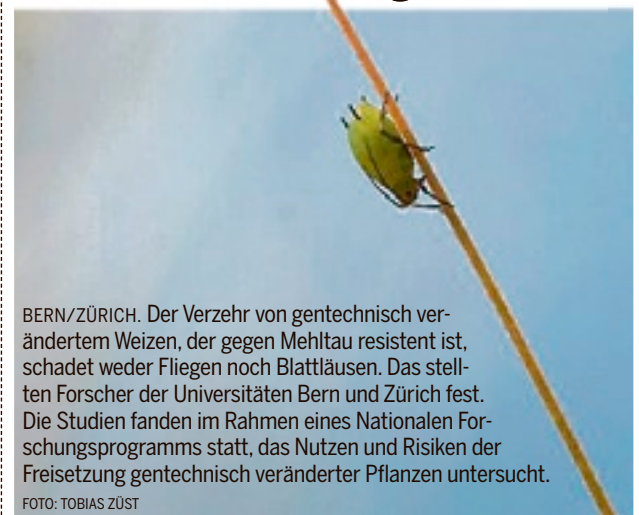 BERN/ZÜRICH. Der Verzehr von gentechnisch ver-
ändertem Weizen, der gegen Mehltau resistent ist,
schadet weder Fliegen noch Blattläusen. Das stell-
ten Forscher der Universitäten Bern und Zürich fest.
Die Studien fanden im Rahmen eines Nationalen For-
schungsprogramms statt, das Nutzen und Risiken der
Freisetzung gentechnisch veränderter Pflanzen untersucht.
FOTO: TOBIAS ZÜST